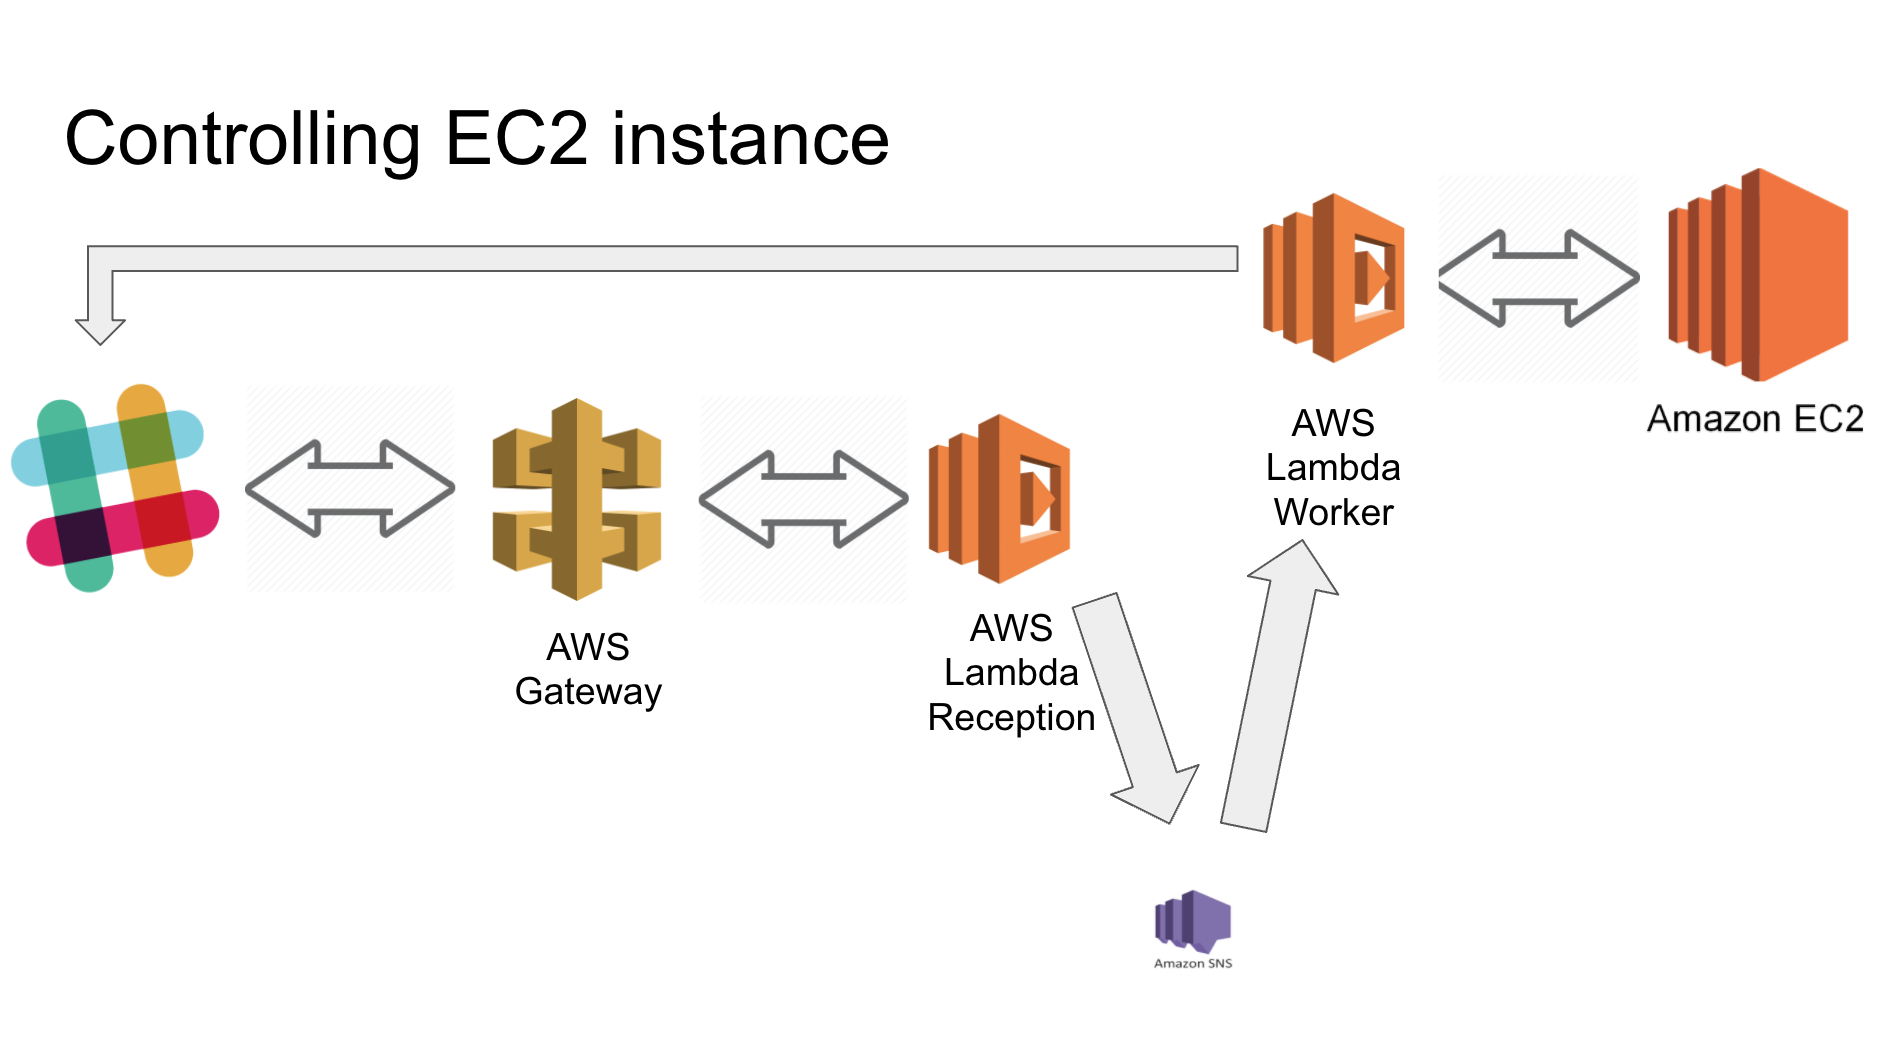 Controlling EC2 instance
Amazon EC2
AWS
Lambda
Worker
AWS
Gateway
AWS
Lambda
Reception
Amazon SNS